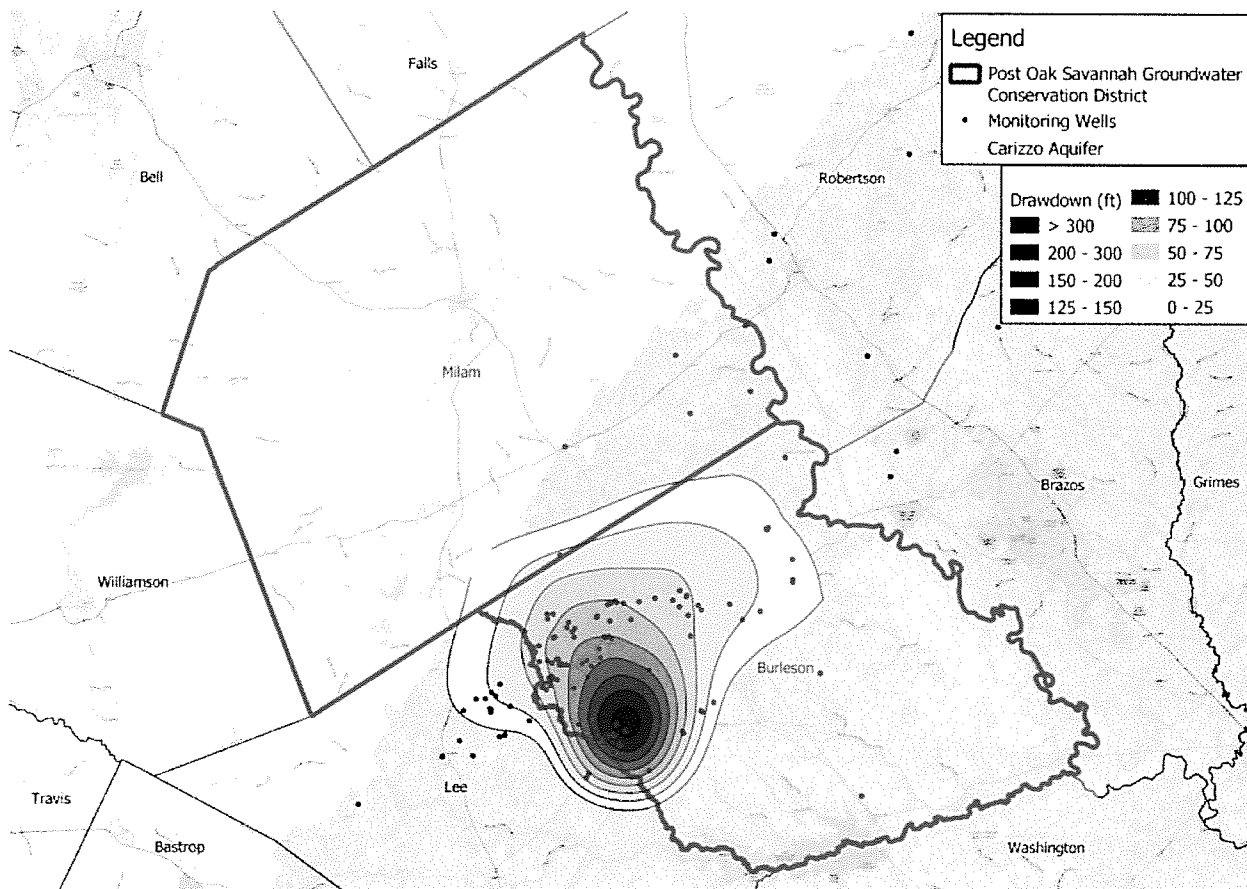 Legend
Post Oak Savannah Groundwater
Conservation District
Monitoring Wells
Carizzo Aquifer
Drawdown (ft)
> 300
200 - 300
150 - 200
125 - 150
100 - 125
75 - 100
50 - 75
25 - 50
0 - 25
Falls
Bell
Robertson
Milam
Brazos
Grimes
Williamson
Burleson
Lee
Travis
Bastrop
Washington